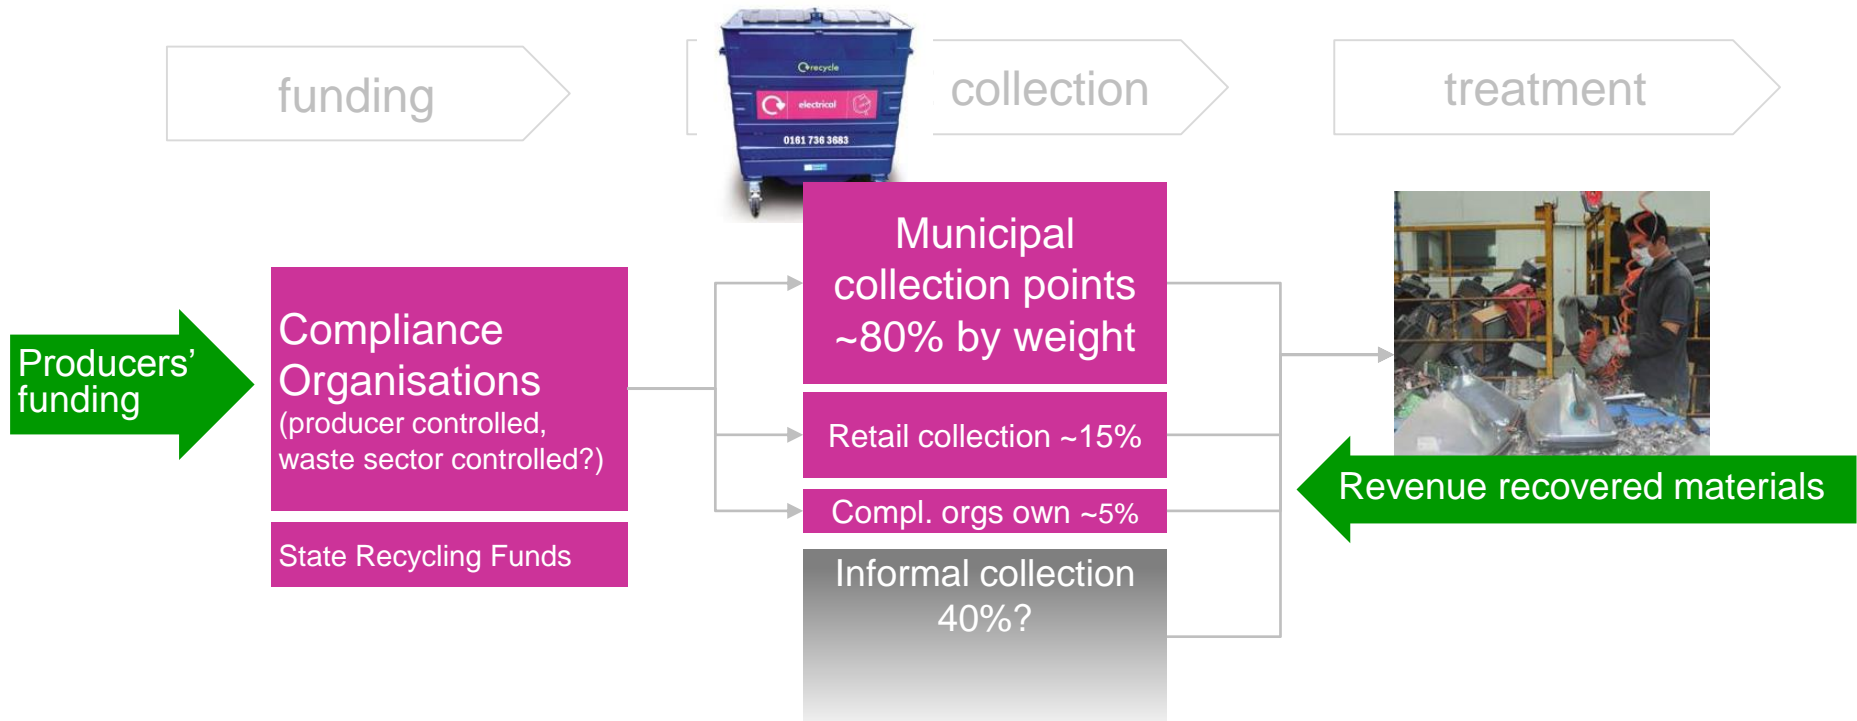 funding
collection
treatment
recycle
electrical
0161 736 3683
Producers’
funding
Compliance
Organisations
(producer controlled,
waste sector controlled?)
State Recycling Funds
Municipal
collection points
~80% by weight
Retail collection ~15%
Compl. orgs own ~5%
Informal collection
40%?
Revenue recovered materials